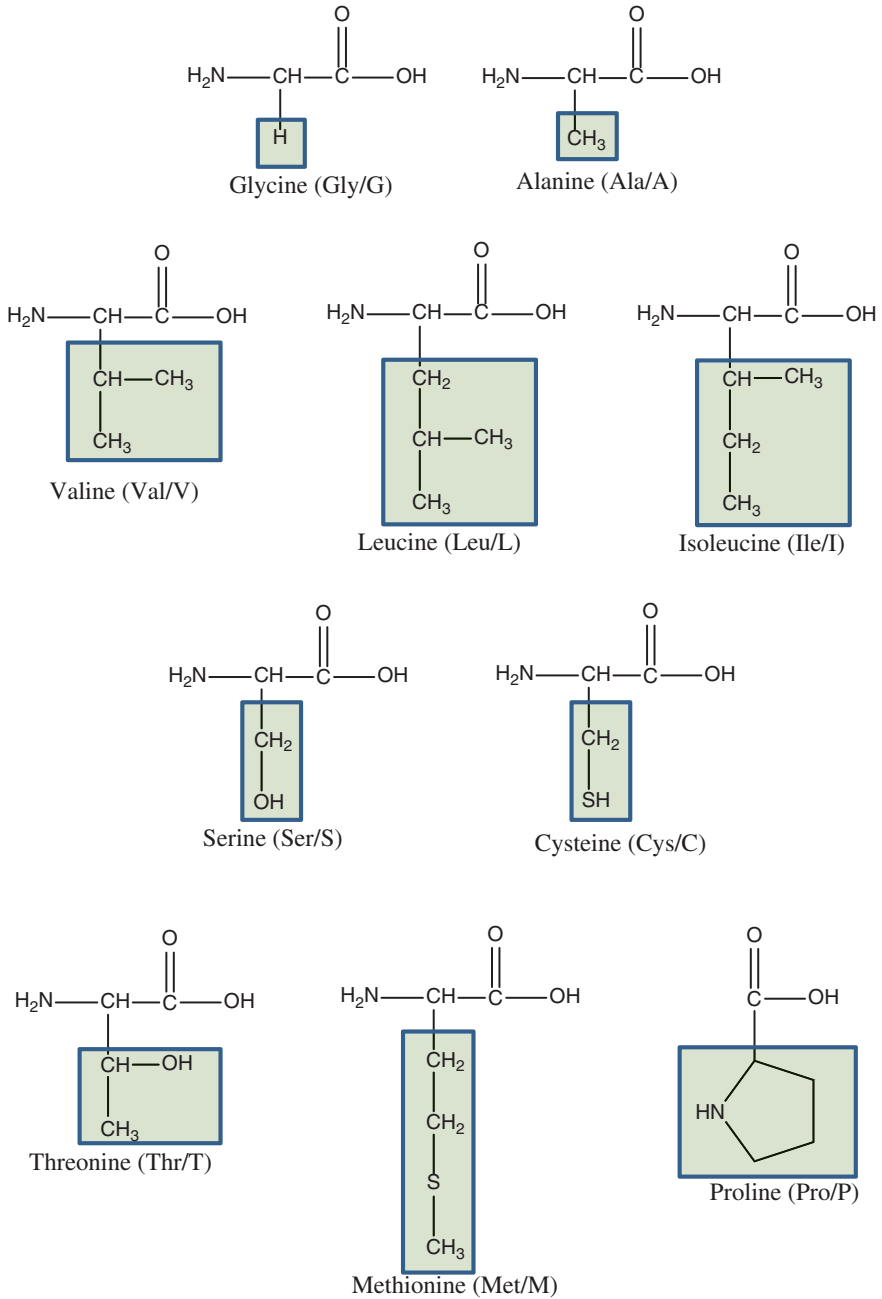 O O
H₂N CH C OH H₂N CH C OH
H CH₃
Glycine (Gly/G) Alanine (Ala/A)
O O O
H₂N CH C OH H₂N CH C OH H₂N CH C OH
CH CH₃ CH₂ CH CH₃
CH₃ CH CH₃ CH₂
Valine (Val/V) CH₃ CH₃
Leucine (Leu/L) Isoleucine (Ile/I)
O O
H₂N CH C OH H₂N CH C OH
CH₂ CH₂
OH SH
Serine (Ser/S) Cysteine (Cys/C)
O O O
H₂N CH C OH H₂N CH C OH C OH
CH OH CH₂
CH₃ CH₂ HN
Threonine (Thr/T) S Proline (Pro/P)
CH₃
Methionine (Met/M)